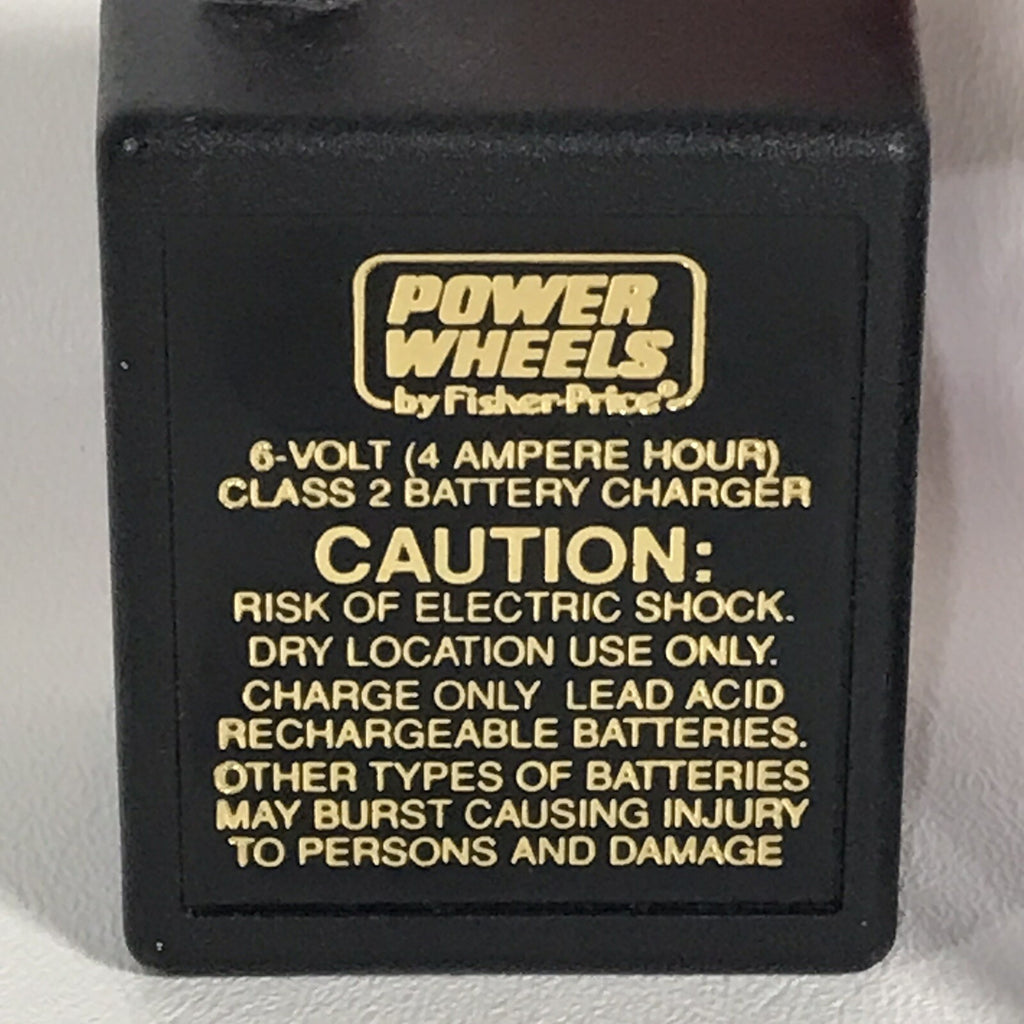 POWER
WHEELS
by Fisher-Price®
6-VOLT (4 AMPERE HOUR)
CLASS 2 BATTERY CHARGER
CAUTION:
RISK OF ELECTRIC SHOCK.
DRY LOCATION USE ONLY.
CHARGE ONLY LEAD ACID
RECHARGEABLE BATTERIES.
OTHER TYPES OF BATTERIES
MAY BURST CAUSING INJURY
TO PERSONS AND DAMAGE